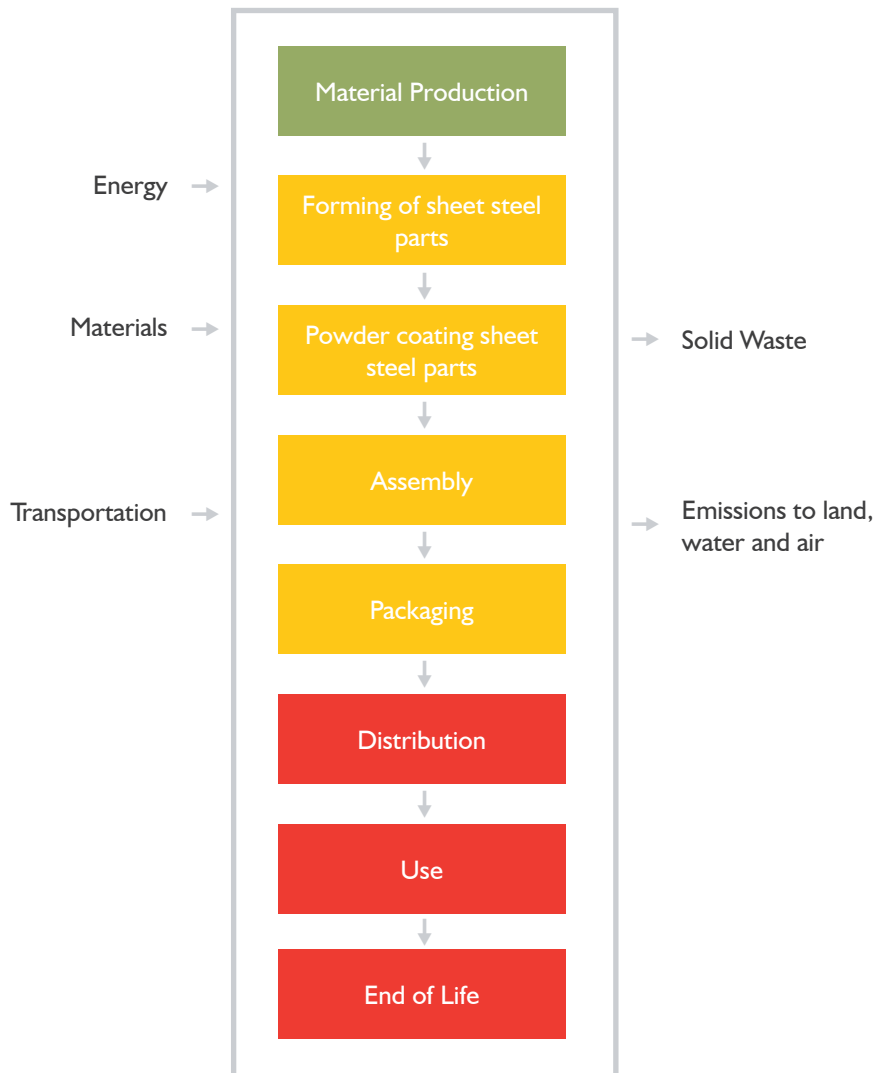 Material Production
Energy
Forming of sheet steel
parts
Materials
Powder coating sheet
steel parts
Solid Waste
Assembly
Transportation
Emissions to land,
water and air
Packaging
Distribution
Use
End of Life